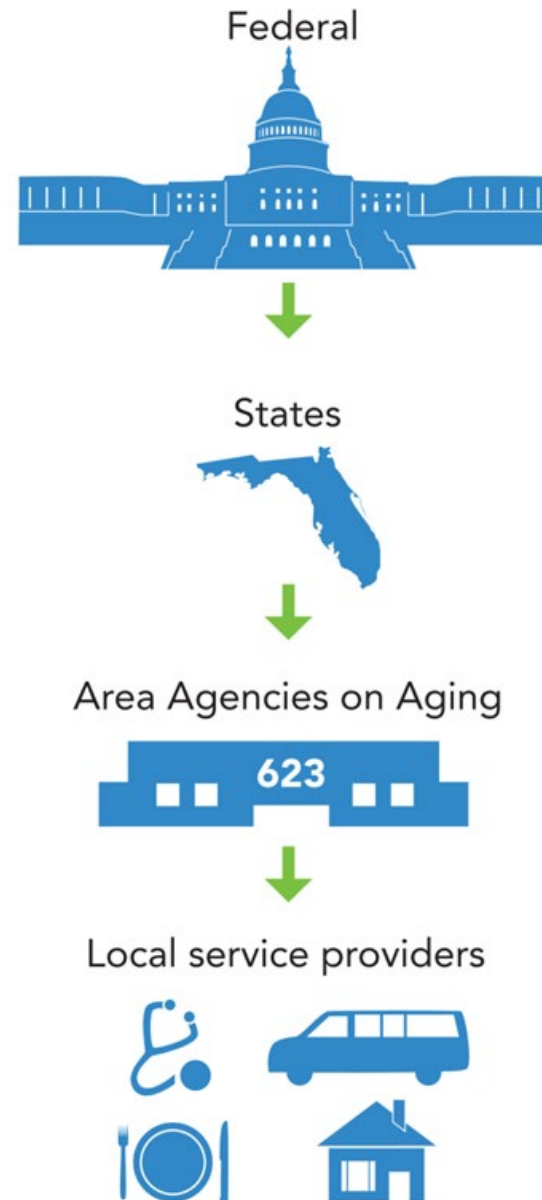 Federal
States
Area Agencies on Aging
623
Local service providers